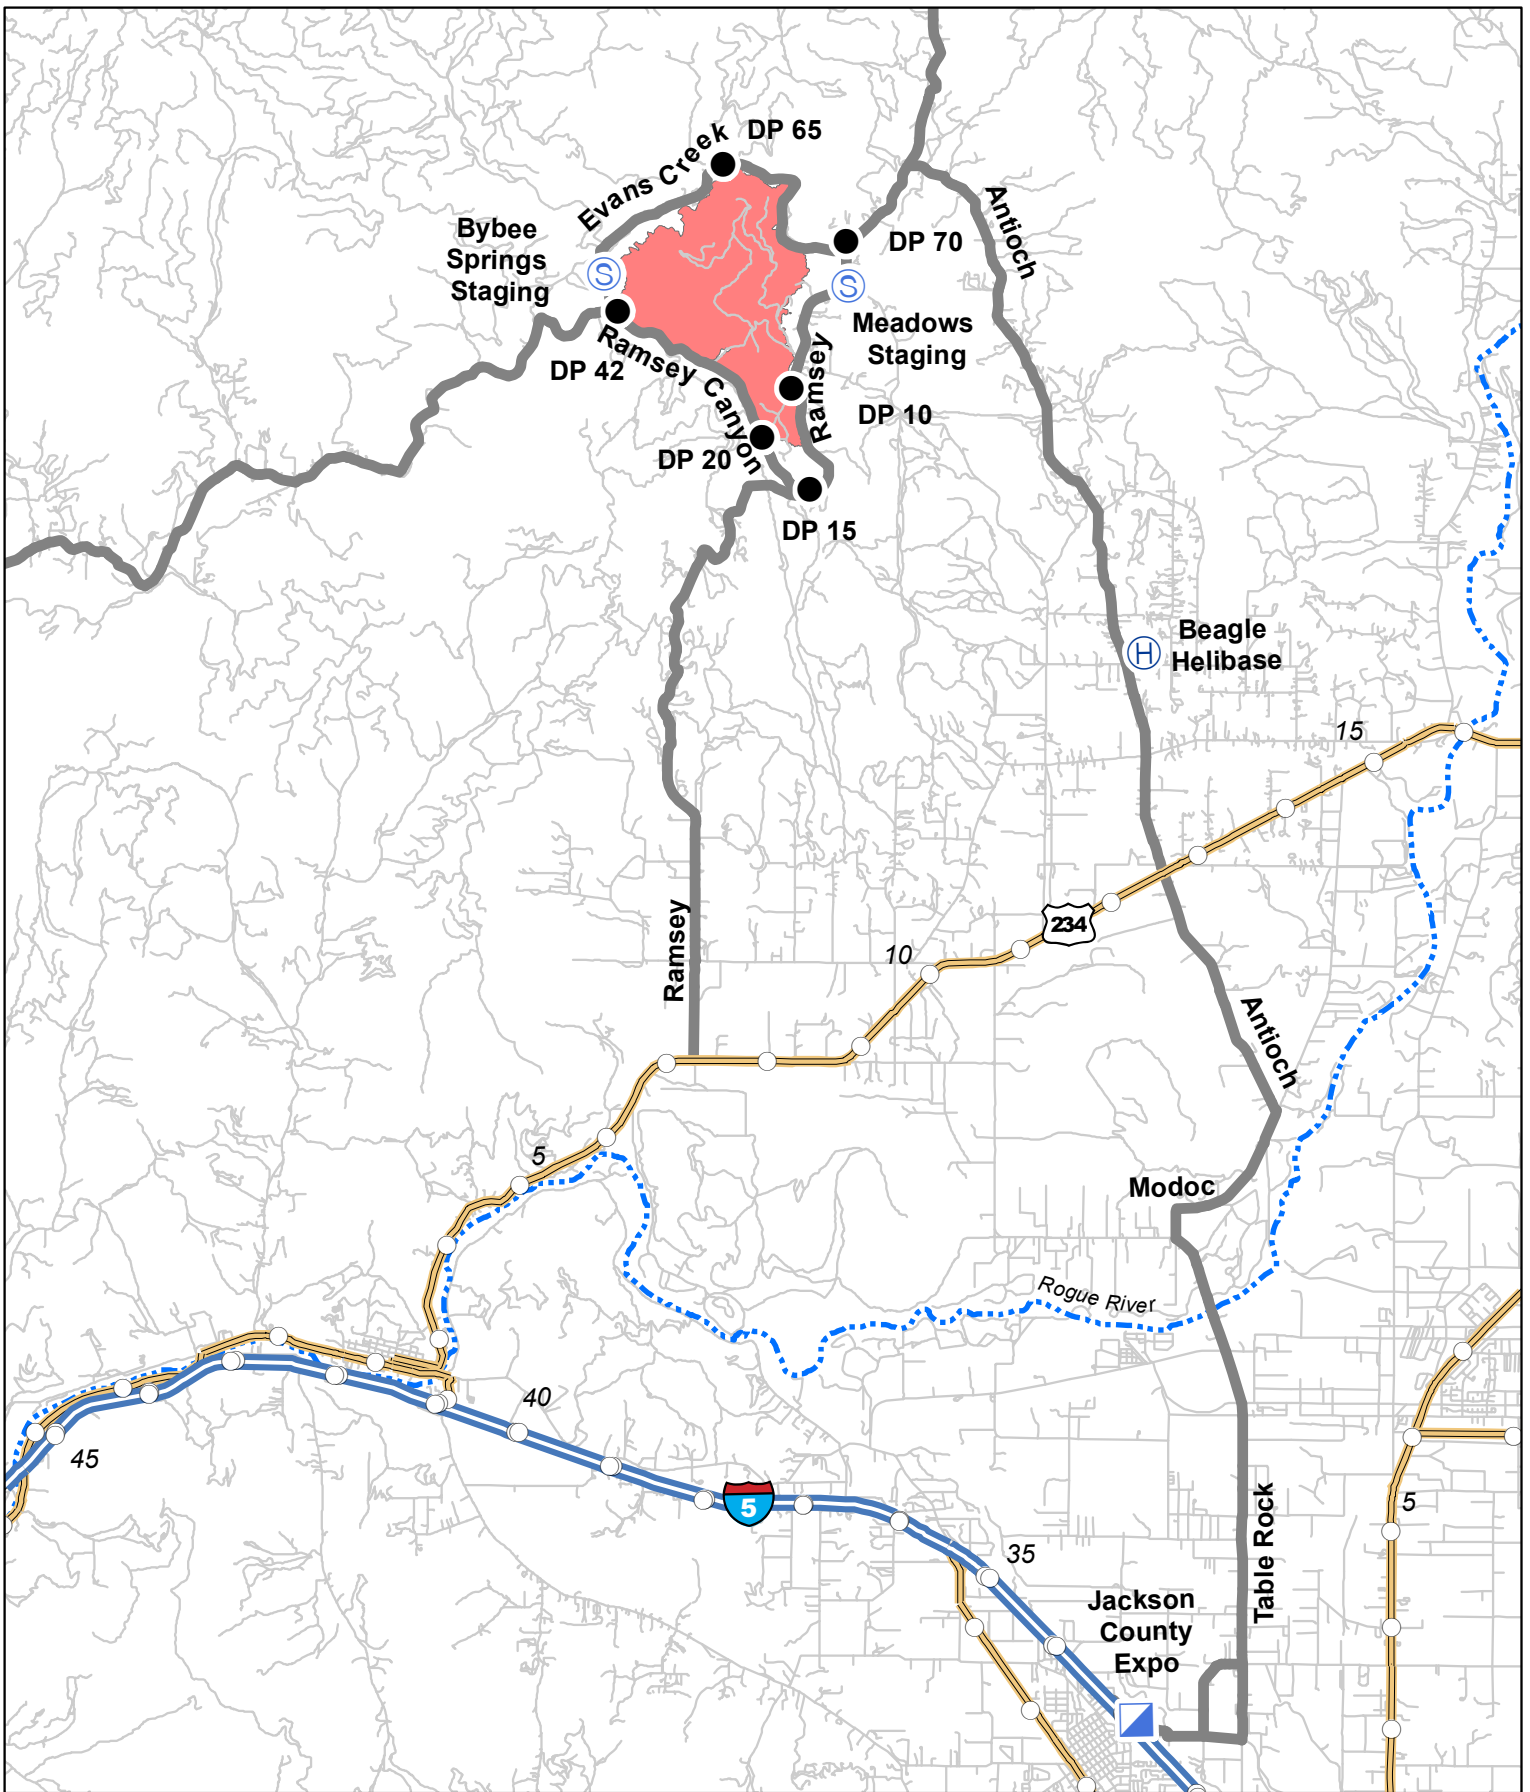 DP 65
Evans Creek
Antioch
Bybee
Springs
Staging
DP 70
S
S
Meadows
Staging
Ramsey Canyon
DP 42
Ramsey
DP 10
DP 20
DP 15
Beagle
Helibase
H
15
234
Ramsey
10
Antioch
5
Modoc
Rogue River
40
45
5
5
35
Table Rock
Jackson
County
Expo